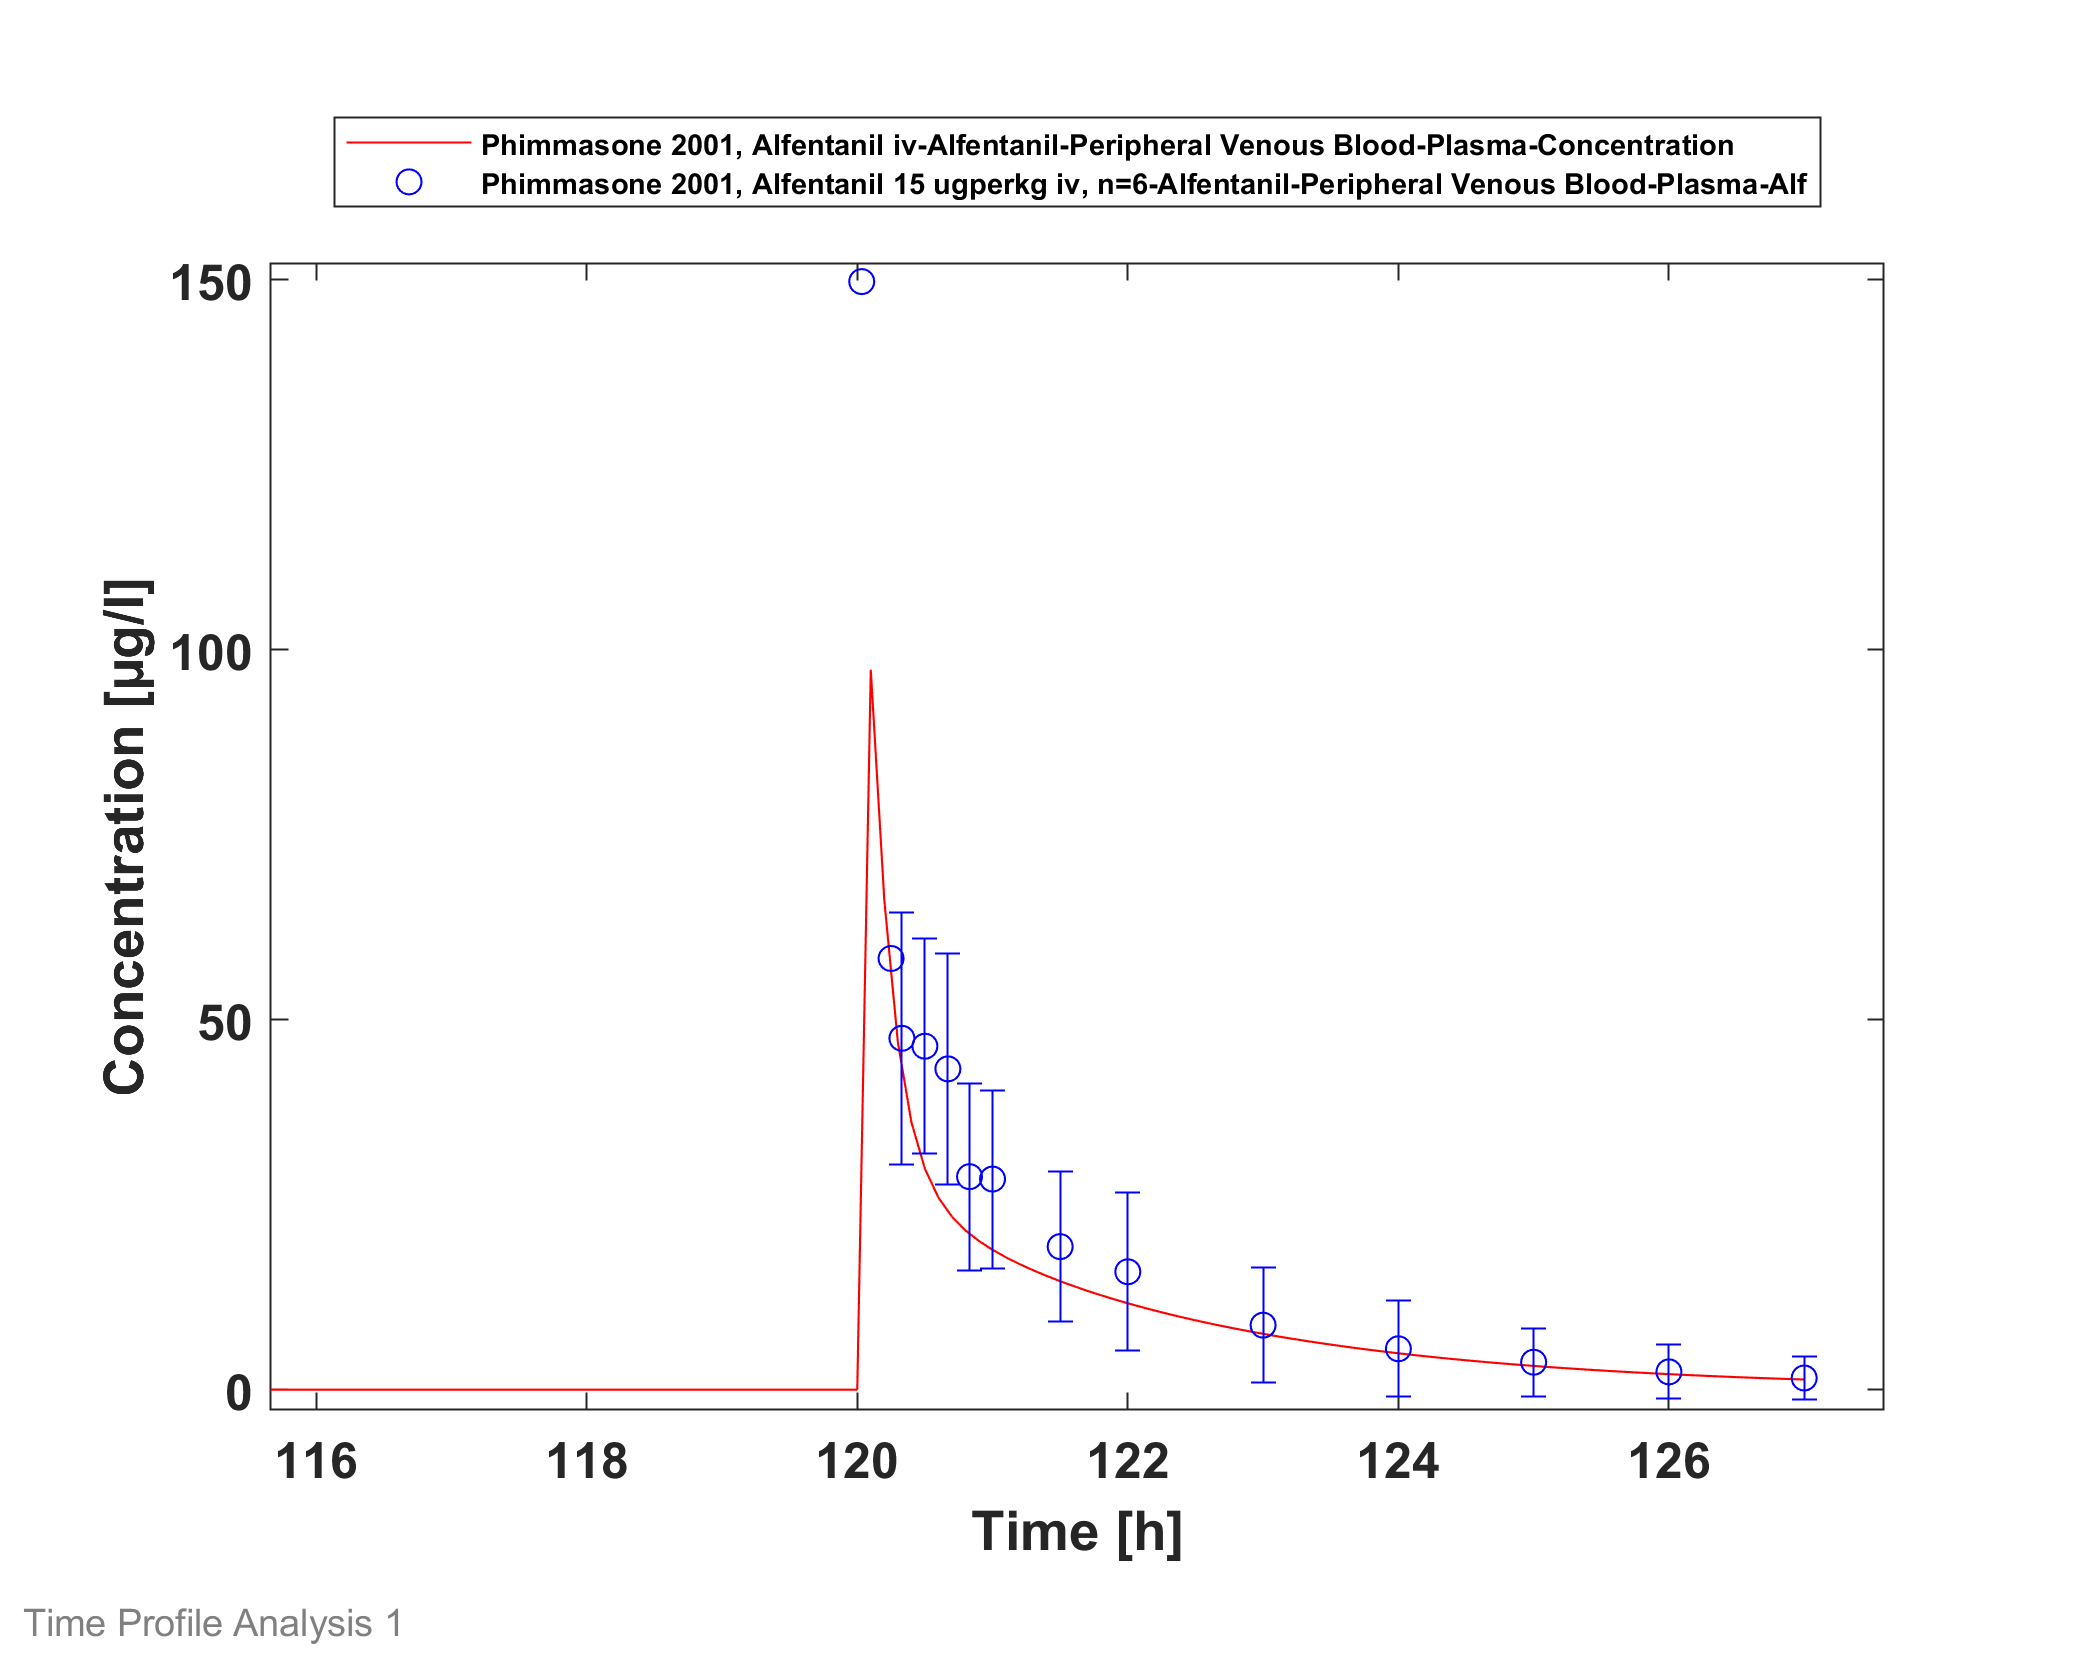 Phimmasone 2001, Alfentanil iv-Alfentanil-Peripheral Venous Blood-Plasma-Concentration
Phimmasone 2001, Alfentanil 15 ugperkg iv, n=6-Alfentanil-Peripheral Venous Blood-Plasma-Alf
150
100
50
0
Concentration [µg/l]
116 118 120 122 124 126
Time [h]
Time Profile Analysis 1